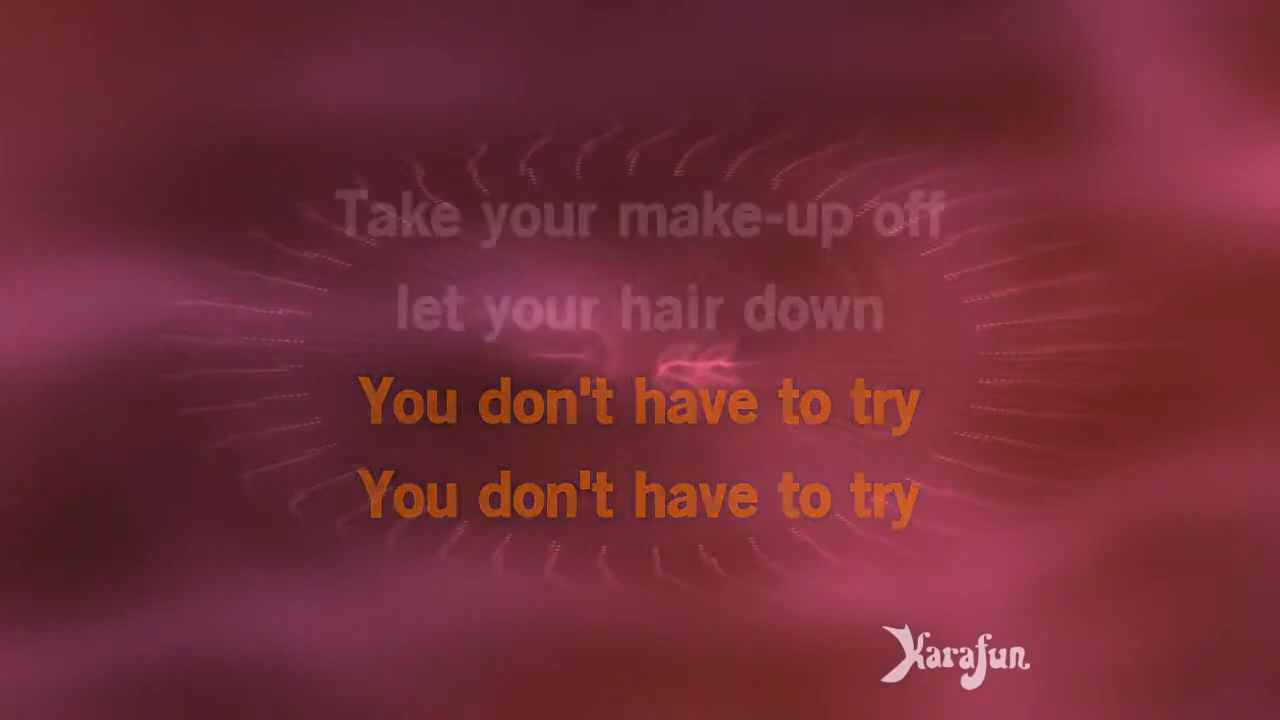 Take your make-up off
let your hair down
You don't have to try
You don't have to try
Karafun